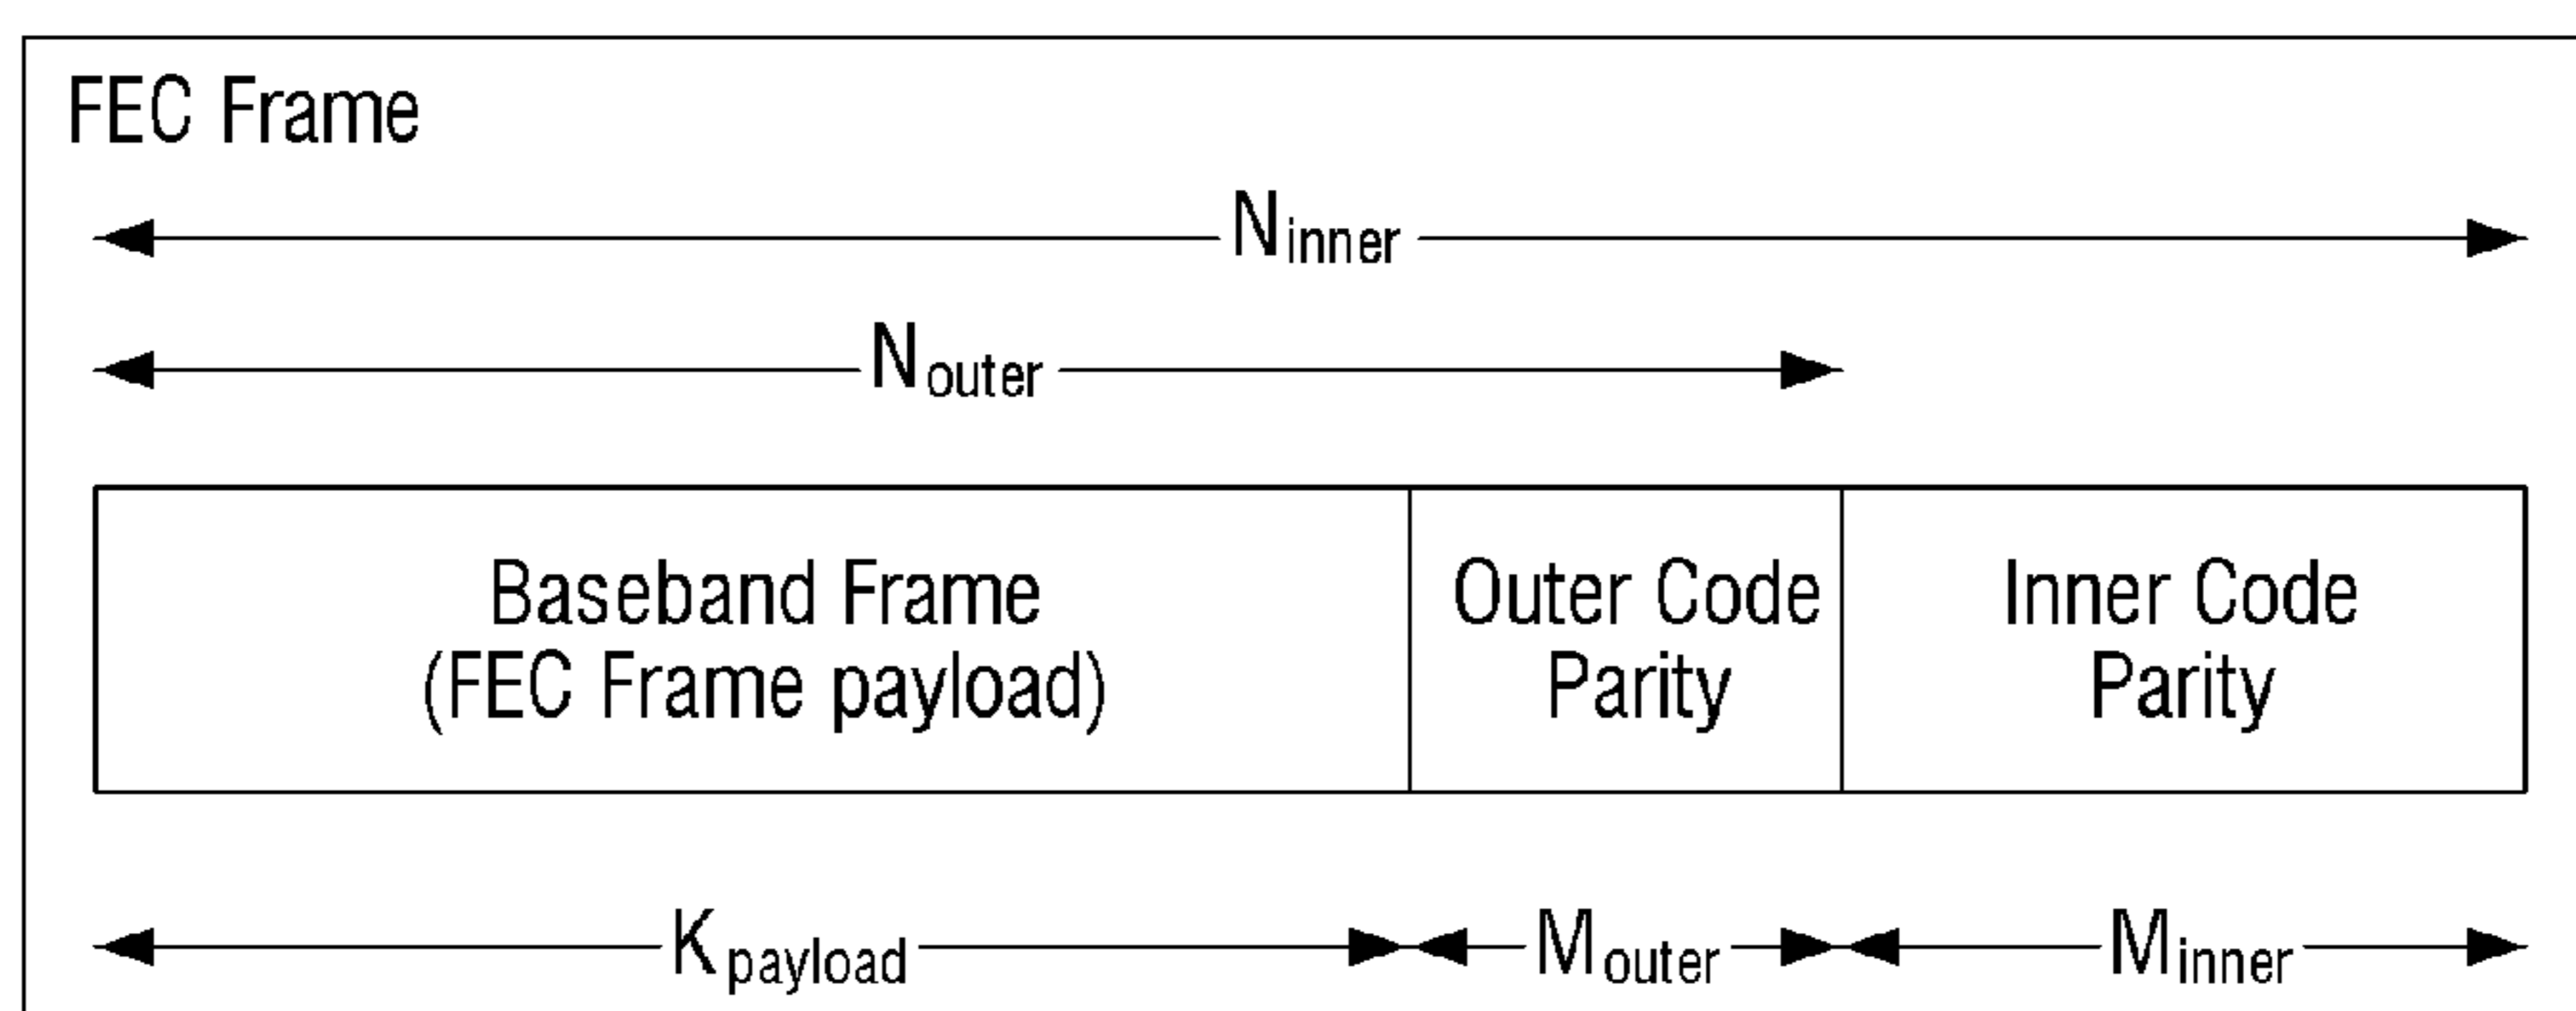 FEC Frame
Ninner
Nouter
Baseband Frame
(FEC Frame payload)
Outer Code
Parity
Inner Code
Parity
Kpayload
Mouter
Minner